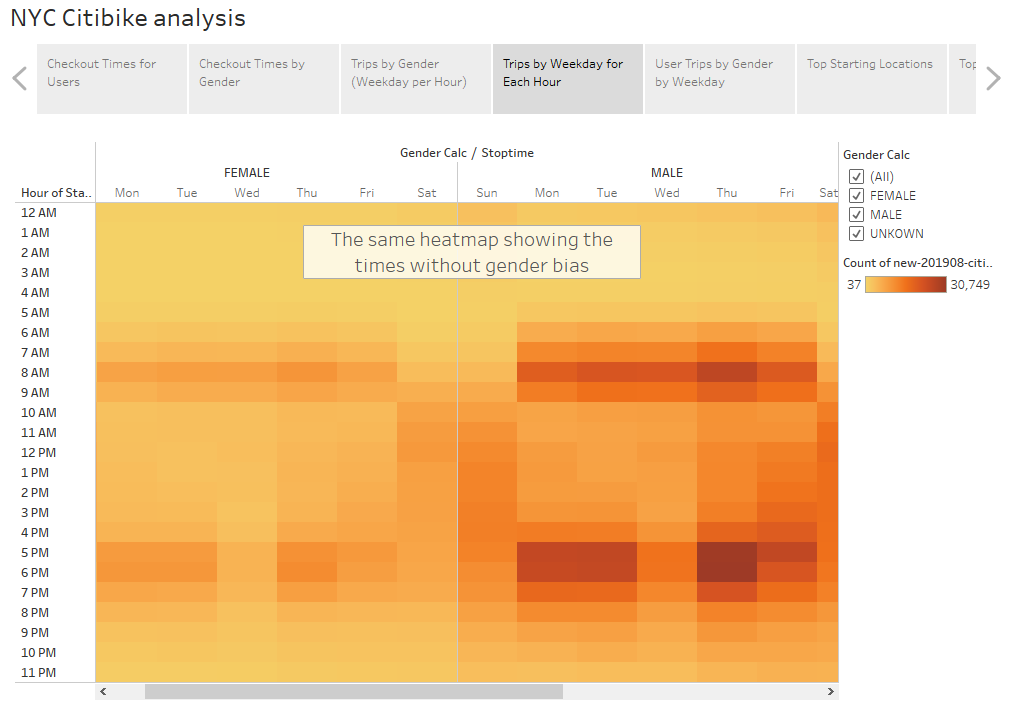 NYC Citibike analysis
Checkout Times for
Users
Checkout Times by
Gender
Trips by Gender
(Weekday per Hour)
Trips by Weekday for
Each Hour
User Trips by Gender
by Weekday
Top Starting Locations
Top
Gender Calc / Stoptime
FEMALE MALE
Hour of Sta.. Mon Tue Wed Thu Fri Sat Sun Mon Tue Wed Thu Fri Sat
12 AM
1 AM
2 AM
3 AM
4 AM
5 AM
6 AM
7 AM
8 AM
9 AM
10 AM
11 AM
12 PM
1 PM
2 PM
3 PM
4 PM
5 PM
6 PM
7 PM
8 PM
9 PM
10 PM
11 PM
The same heatmap showing the
times without gender bias
Gender Calc
(All)
FEMALE
MALE
UNKOWN
Count of new-201908-citi..
37 30,749